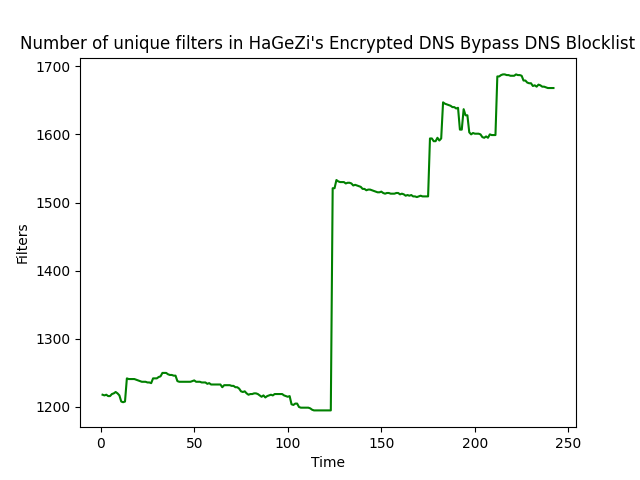 Number of unique filters in HaGeZi's Encrypted DNS Bypass DNS Blocklist
1700
1600
1500
1400
1300
1200
Filters
0 50 100 150 200 250
Time